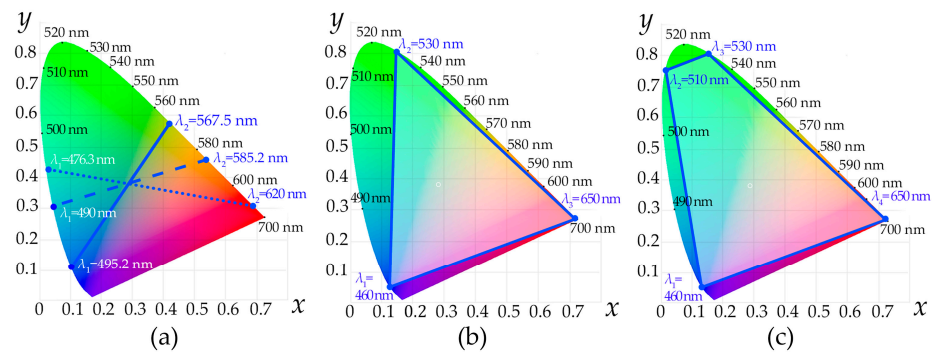 y
520 nm
530 nm
540 nm
550 nm
560 nm
580 nm
600 nm
700 nm
510 nm
500 nm
λ₁=476.3 nm
λ₁=490 nm
λ₁=495.2 nm
λ₂=567.5 nm
λ₂=585.2 nm
λ₂=620 nm
0.8
0.7
0.6
0.5
0.4
0.3
0.2
0.1
0 0.1 0.2 0.3 0.4 0.5 0.6 0.7 x
(a)
y
520 nm
λ₂=530 nm
540 nm
550 nm
560 nm
570 nm
580 nm
590 nm
600 nm
λ₃=650 nm
700 nm
510 nm
500 nm
490 nm
λ₁=
460 nm
0.8
0.7
0.6
0.5
0.4
0.3
0.2
0.1
0 0.1 0.2 0.3 0.4 0.5 0.6 0.7 x
(b)
y
520 nm
λ₃=530 nm
540 nm
550 nm
560 nm
570 nm
580 nm
590 nm
600 nm
λ₄=650 nm
700 nm
λ₂=510 nm
500 nm
490 nm
λ₁=
460 nm
0.8
0.7
0.6
0.5
0.4
0.3
0.2
0.1
0 0.1 0.2 0.3 0.4 0.5 0.6 0.7 x
(c)